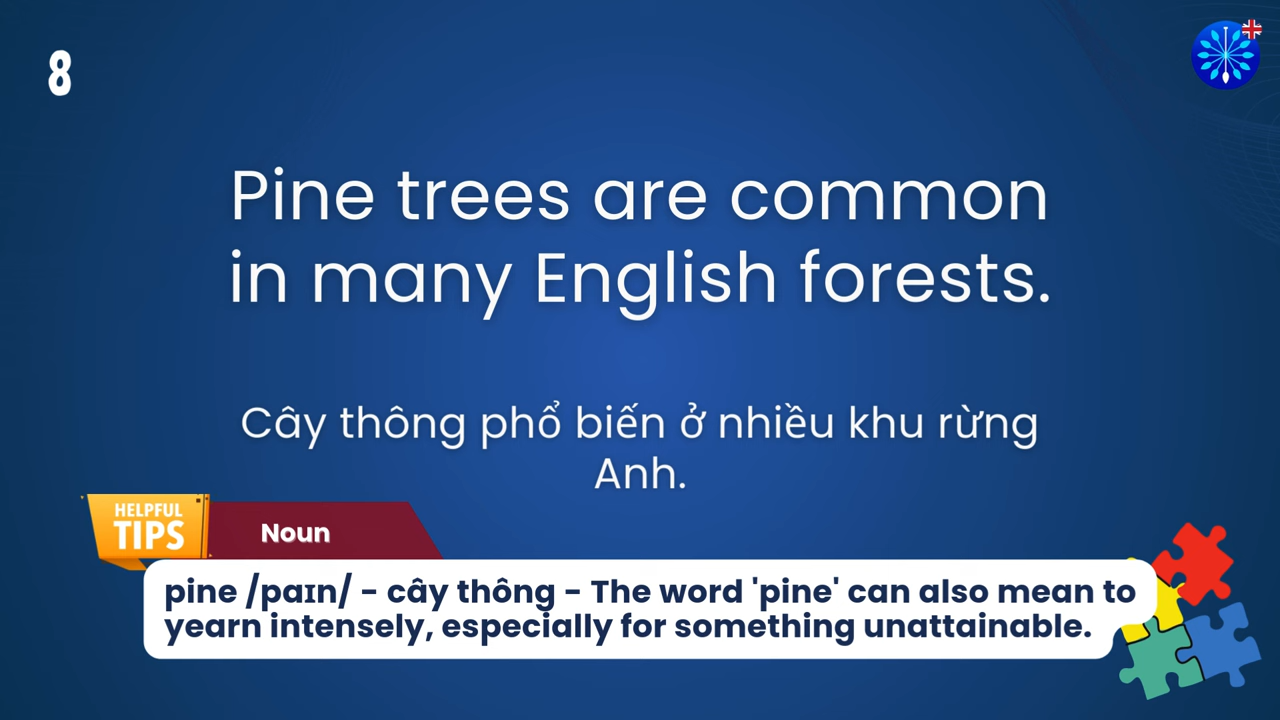 8
Pine trees are common
in many English forests.
Cây thông phổ biến ở nhiều khu rừng
Anh.
HELPFUL
TIPS
Noun
pine /paɪn/ - cây thông - The word 'pine' can also mean to
yearn intensely, especially for something unattainable.